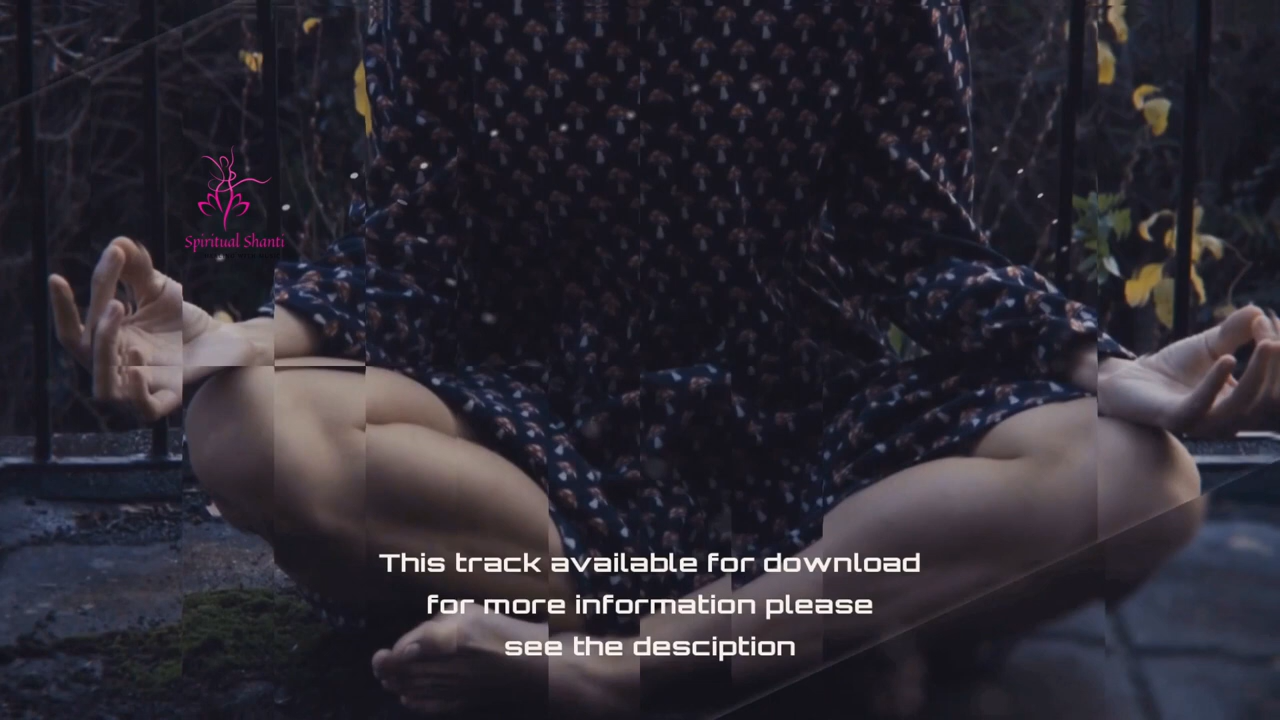 Spiritual Shanti
This track available for download
for more information please
see the desciption